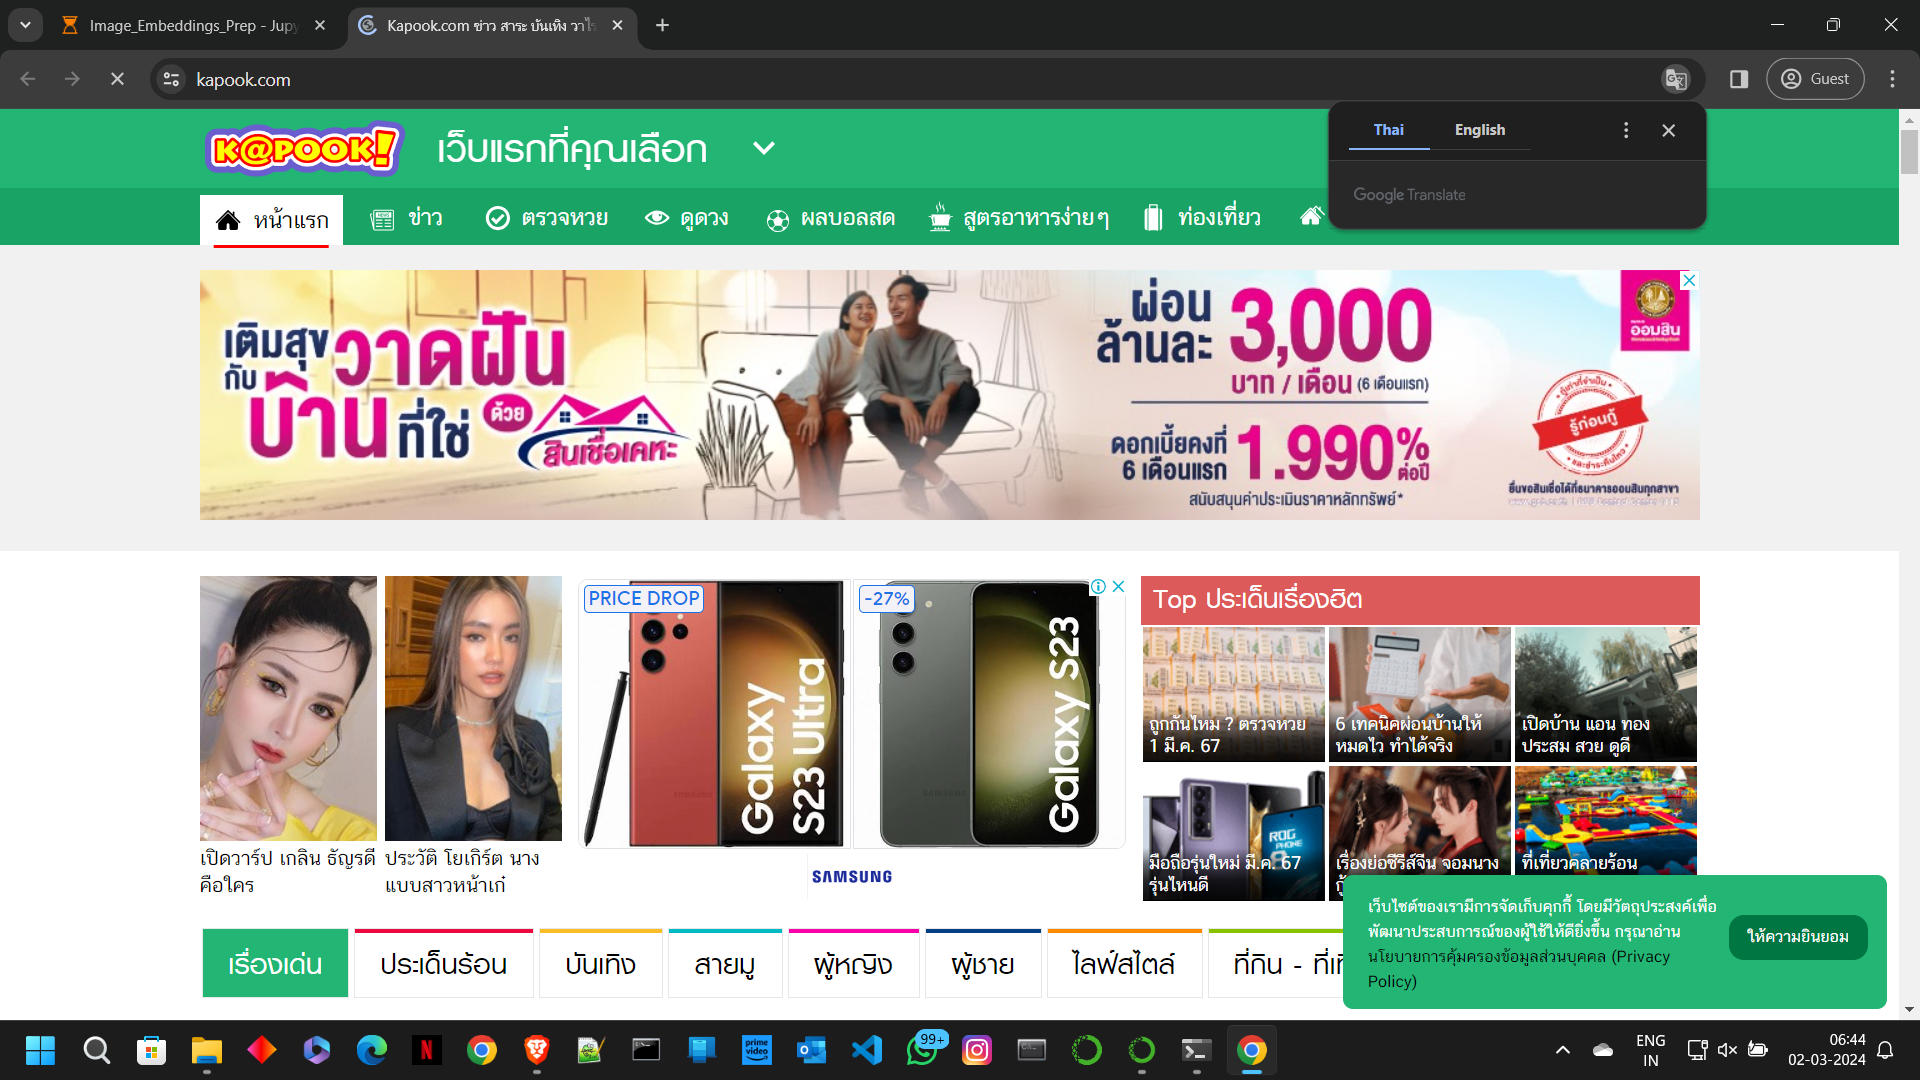 Image_Embeddings_Prep - Jupy
Kapook.com ข่าว สาระ บันเทิง วาไร
kapook.com
Guest
Thai
English
Google Translate
K@POOK!
เว็บแรกที่คุณเลือก
หน้าแรก
ข่าว
ตรวจหวย
ดูดวง
ผลบอลสด
สูตรอาหารง่ายๆ
ท่องเที่ยว
เติมสุข
กับ
วาดฝัน
บ้าน
ที่ใช่
ด้วย
สินเชื่อเคหะ
ผ่อน
ล้านละ
3,000
บาท / เดือน (6 เดือนแรก)
ดอกเบี้ยคงที่
6 เดือนแรก
1.990%
ต่อปี
สนับสนุนค่าประเมินราคาหลักทรัพย์*
ออมสิน
รู้ก่อนกู้
ยื่นขอสินเชื่อได้ที่ธนาคารออมสินทุกสาขา
PRICE DROP
Galaxy
S23 Ultra
-27%
Galaxy S23
SAMSUNG
เปิดวาร์ป เกลิน ธัญรดี
คือใคร
ประวัติ โยเกิร์ต นาง
แบบสาวหน้าเก๋
Top ประเด็นเรื่องฮิต
ถูกกันไหม ? ตรวจหวย
1 มี.ค. 67
6 เทคนิคผ่อนบ้านให้
หมดไว ทำได้จริง
เปิดบ้าน แอน ทอง
ประสม สวย ดูดี
ROG
PHONE
8
มือถือรุ่นใหม่ มี.ค. 67
รุ่นไหนดี
เรื่องย่อซีรีส์จีน จอมนาง
ที่เที่ยวคลายร้อน
เรื่องเด่น
ประเด็นร้อน
บันเทิง
สายมู
ผู้หญิง
ผู้ชาย
ไลฟ์สไตล์
ที่กิน - ที่เที่
เว็บไซต์ของเรามีการจัดเก็บคุกกี้ โดยมีวัตถุประสงค์เพื่อ
พัฒนาประสบการณ์ของผู้ใช้ให้ดียิ่งขึ้น กรุณาอ่าน
นโยบายการคุ้มครองข้อมูลส่วนบุคคล (Privacy
Policy)
ให้ความยินยอม
prime
video
99+
ENG
IN
06:44
02-03-2024